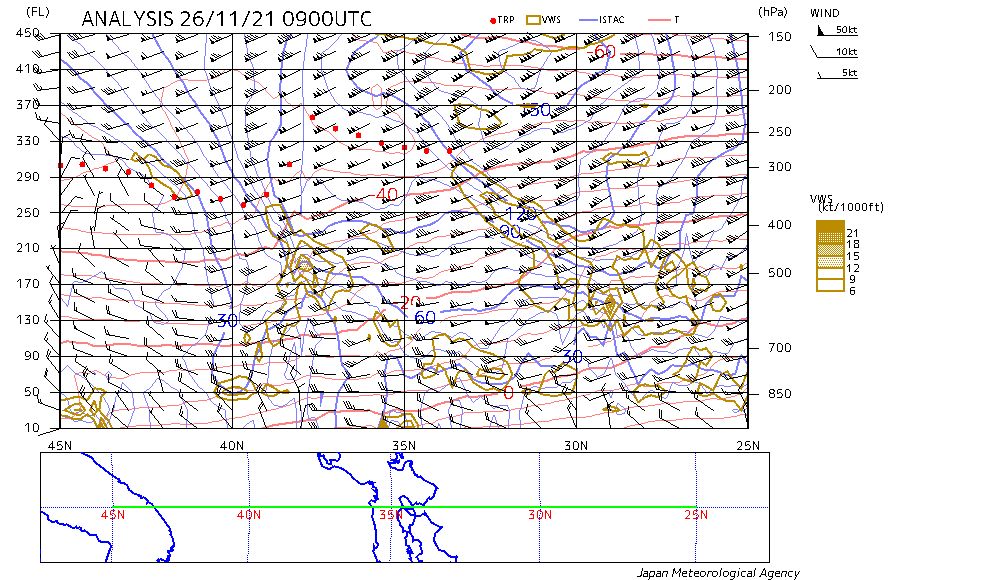 (FL) ANALYSIS 26/11/21 0900UTC TRP VWS ISTAC T (hPa) WIND
450 -60 150 50kt
410 10kt
5kt
370 -50 200
330 250
290 300
-40 VWS
250 120 400 (kt/1000ft)
90 21
210 18
15
170 500 12
-20 9
130 30 60 6
90 30 700
50 0 850
10
45N 40N 35N 30N 25N
45N 40N 35N 30N 25N
Japan Meteorological Agency